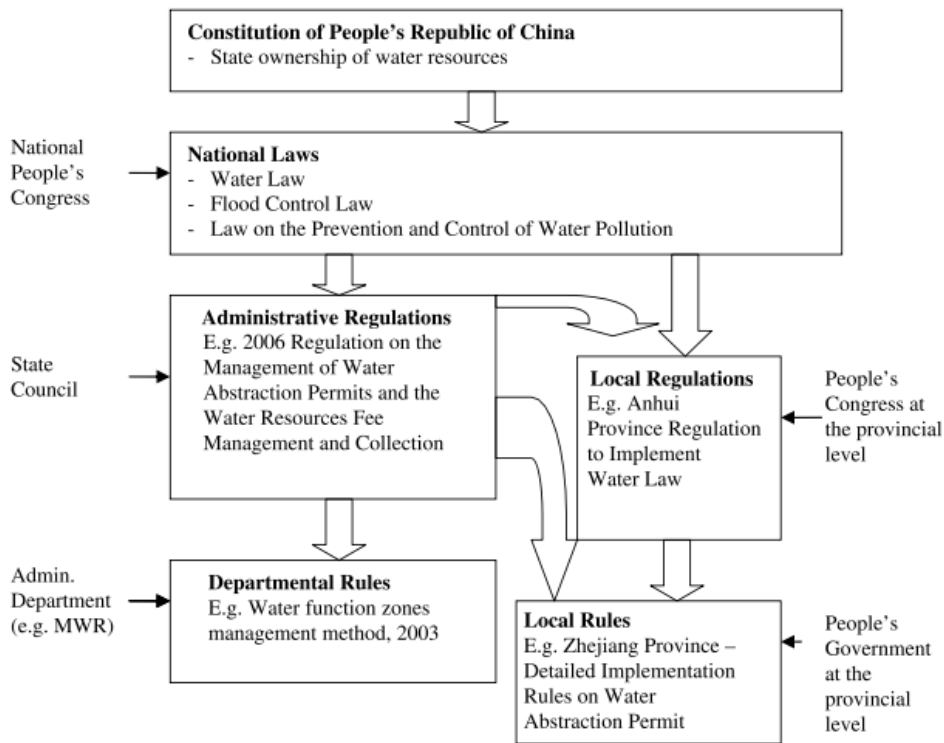 Constitution of People's Republic of China
- State ownership of water resources
National
People's
Congress
National Laws
- Water Law
- Flood Control Law
- Law on the Prevention and Control of Water Pollution
State
Council
Administrative Regulations
E.g. 2006 Regulation on the
Management of Water
Abstraction Permits and the
Water Resources Fee
Management and Collection
Local Regulations
E.g. Anhui
Province Regulation
to Implement
Water Law
People's
Congress at
the provincial
level
Admin.
Department
(e.g. MWR)
Departmental Rules
E.g. Water function zones
management method, 2003
Local Rules
E.g. Zhejiang Province –
Detailed Implementation
Rules on Water
Abstraction Permit
People's
Government
at the
provincial
level